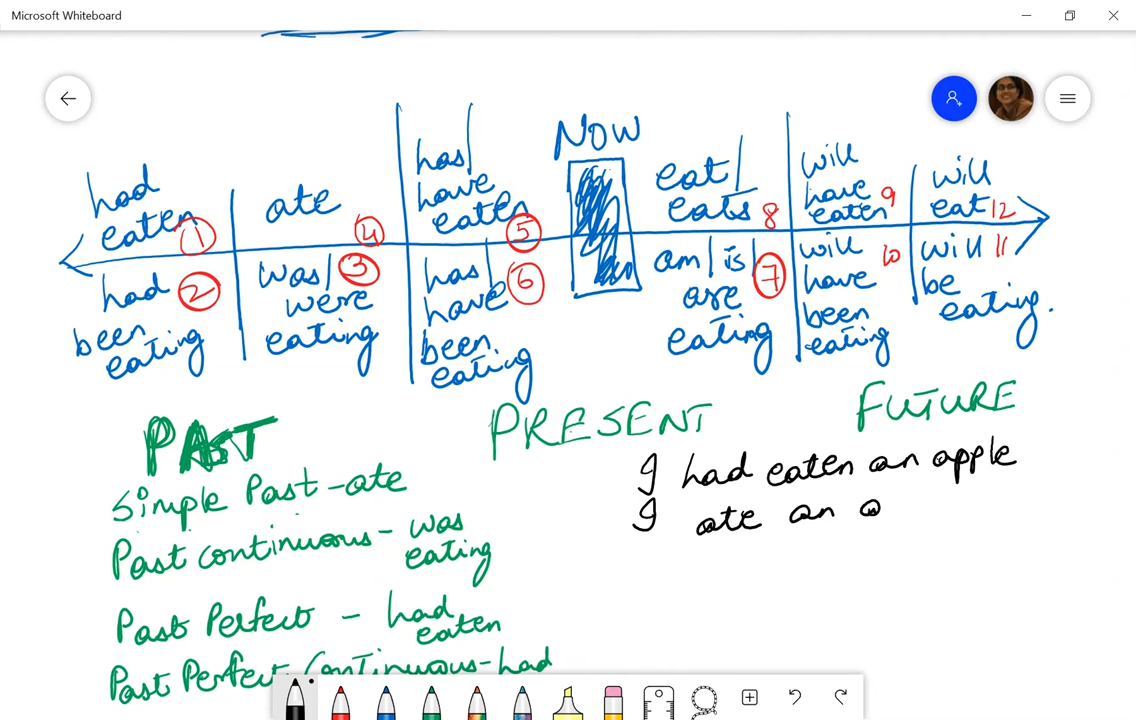 Microsoft Whiteboard
had
eaten 1
ate
4
has/
have
eaten
5
NOW
eat/
eats 8
will
have
eaten 9
will
eat 12
had 2
been
eating
was/ 3
were
eating
has/ 6
have
been
eating
am/is/ 7
are
eating
will 10
have
been
eating
will 11
be
eating.
PAST
PRESENT
FUTURE
Simple Past - ate
Past continuous - was
eating
Past Perfect - had
eaten
Past Perfect Continuous - had
I had eaten an apple
I ate an a